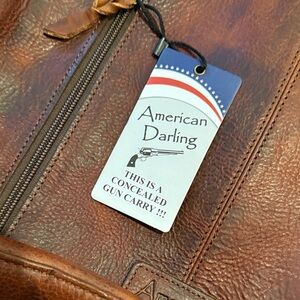 American
Darling
THIS IS A
CONCEALED
GUN CARRY !!!